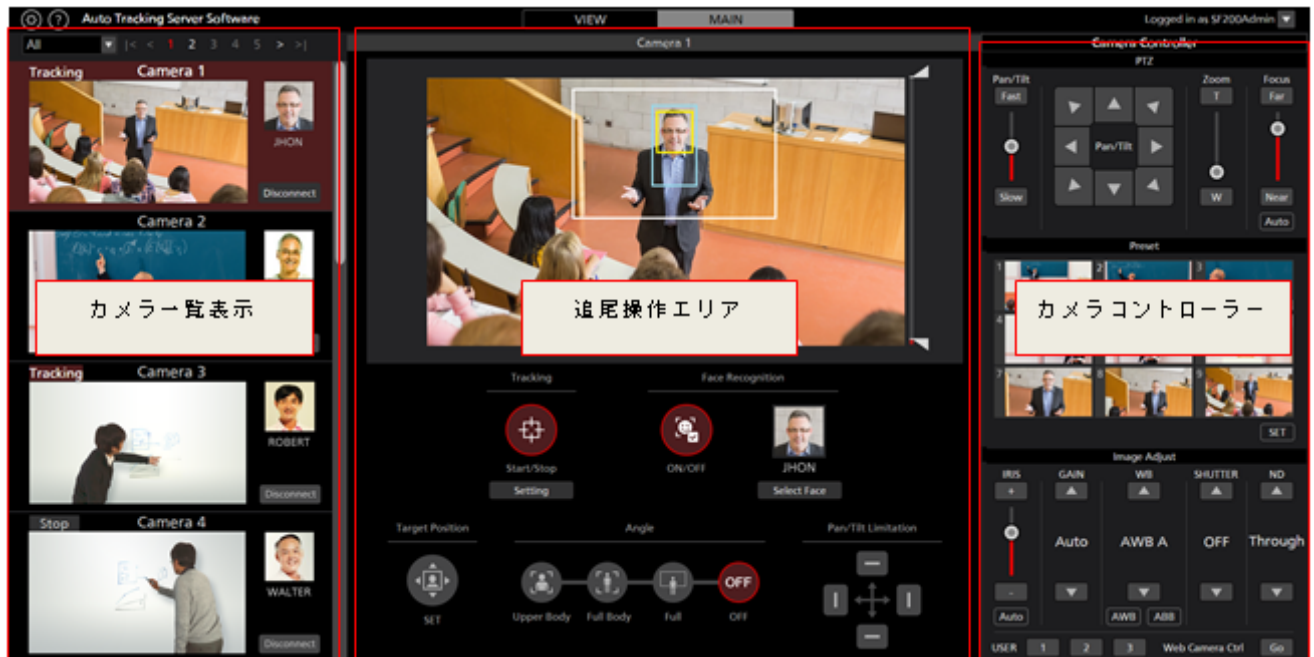 Auto Tracking Server Software
VIEW
MAIN
Logged in as SF200Admin
All
|< < 1 2 3 4 5 > >|
Tracking
Camera 1
JHON
Disconnect
Camera 2
カメラ一覧表示
Tracking
Camera 3
ROBERT
Disconnect
Stop
Camera 4
WALTER
Disconnect
Camera 1
追尾操作エリア
Tracking
Face Recognition
Start/Stop
ON/OFF
JHON
Setting
Select Face
Target Position
Angle
Pan/Tilt Limitation
OFF
SET
Upper Body
Full Body
Full
OFF
Camera Controller
PTZ
Pan/Tilt
Zoom
Focus
Fast
T
Far
Pan/Tilt
Slow
W
Near
Auto
Preset
1
2
3
カメラコントローラー
4
7
8
9
SET
Image Adjust
IRIS
GAIN
WB
SHUTTER
ND
+
Auto
AWB A
OFF
Through
-
Auto
AWB
ABB
USER
1
2
3
Web Camera Ctrl
Go